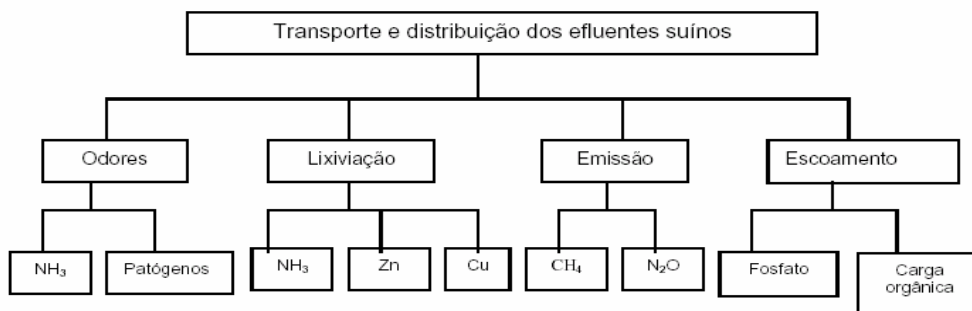 Transporte e distribuição dos efluentes suínos
Odores
Lixiviação
Emissão
Escoamento
NH₃
Patógenos
NH₃
Zn
Cu
CH₄
N₂O
Fosfato
Carga
orgânica